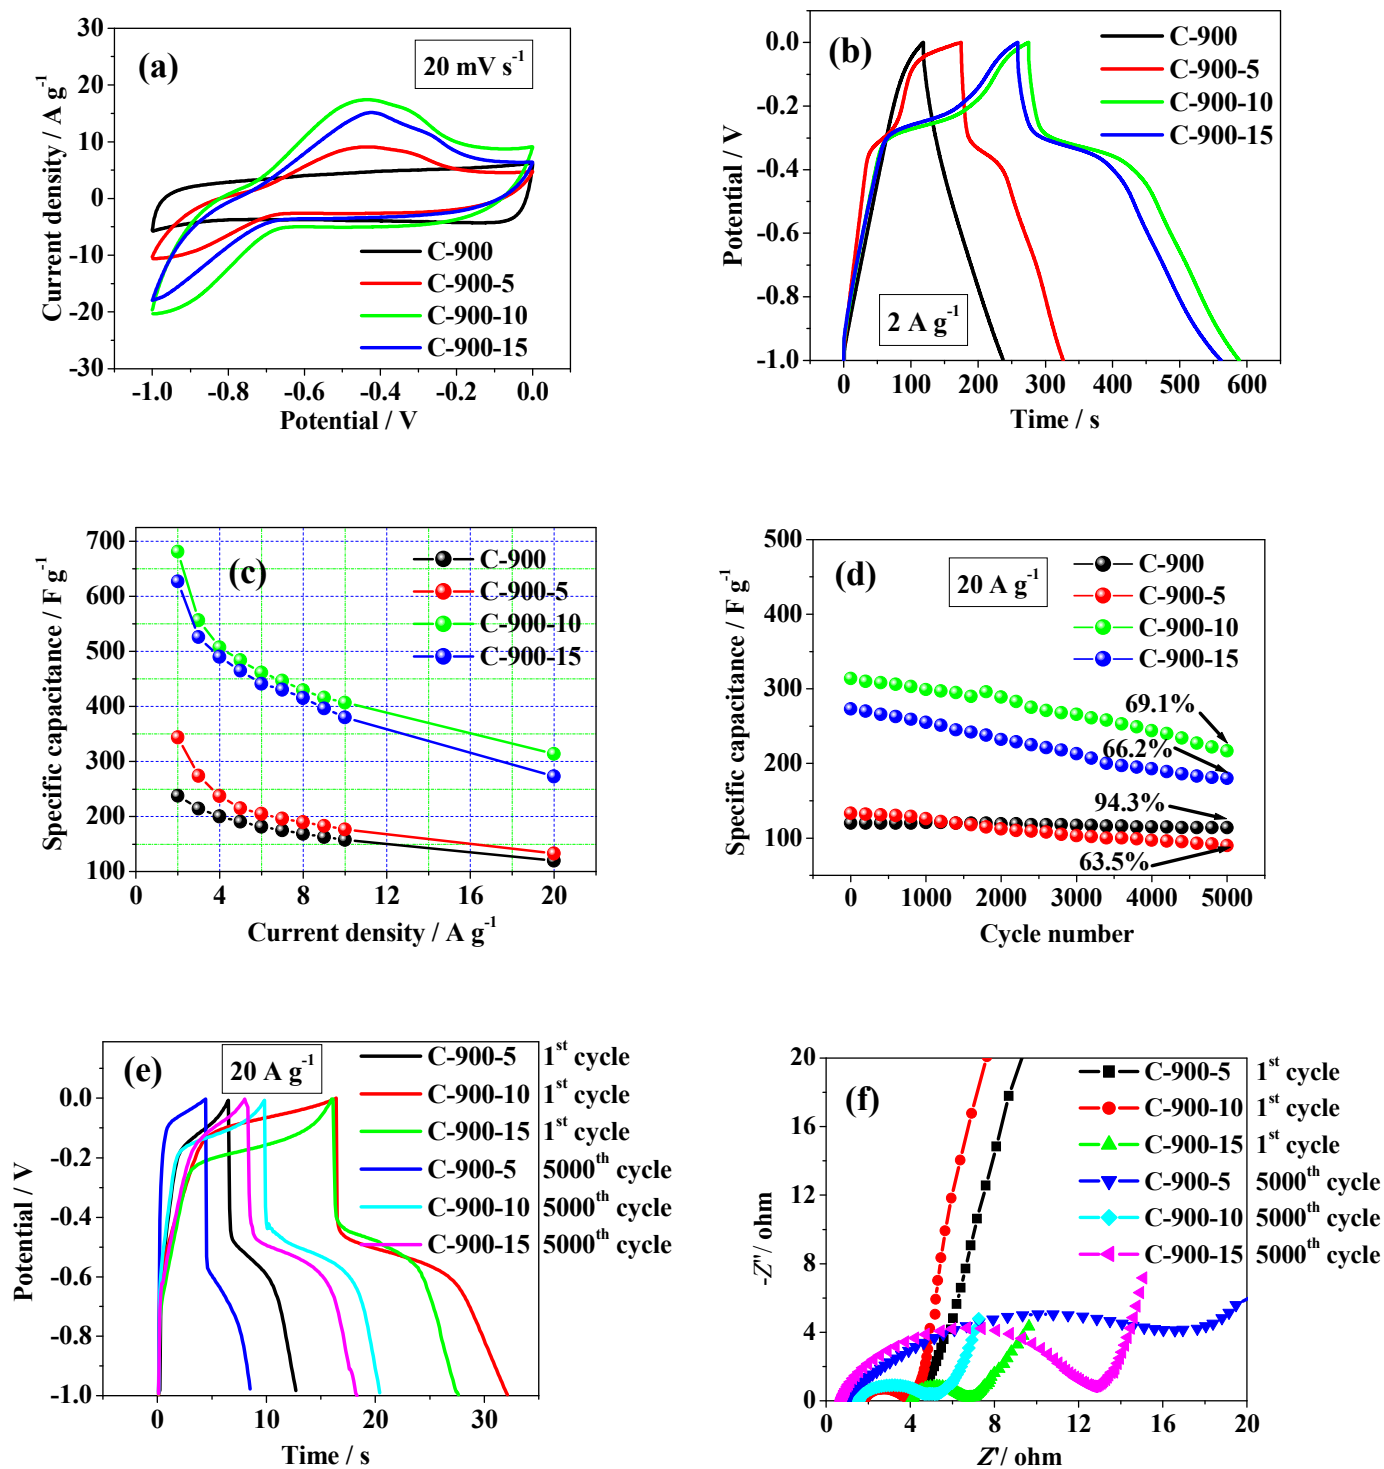 (a)
20 mV s-1
30
20
10
0
-10
-20
-30
Current density / A g-1
C-900
C-900-5
C-900-10
C-900-15
-1.0 -0.8 -0.6 -0.4 -0.2 0.0
Potential / V
(b)
C-900
C-900-5
C-900-10
C-900-15
0.0
-0.2
-0.4
-0.6
-0.8
-1.0
Potential / V
2 A g-1
0 100 200 300 400 500 600
Time / s
(c)
C-900
C-900-5
C-900-10
C-900-15
700
600
500
400
300
200
100
Specific capacitance / F g-1
0 4 8 12 16 20
Current density / A g-1
(d)
20 A g-1
C-900
C-900-5
C-900-10
C-900-15
500
400
300
200
100
Specific capacitance / F g-1
69.1%
66.2%
94.3%
63.5%
0 1000 2000 3000 4000 5000
Cycle number
(e)
20 A g-1
C-900-5 1st cycle
C-900-10 1st cycle
C-900-15 1st cycle
C-900-5 5000th cycle
C-900-10 5000th cycle
C-900-15 5000th cycle
0.0
-0.2
-0.4
-0.6
-0.8
-1.0
Potential / V
0 10 20 30
Time / s
(f)
C-900-5 1st cycle
C-900-10 1st cycle
C-900-15 1st cycle
C-900-5 5000th cycle
C-900-10 5000th cycle
C-900-15 5000th cycle
20
16
12
8
4
0
-Z''/ ohm
0 4 8 12 16 20
Z'/ ohm